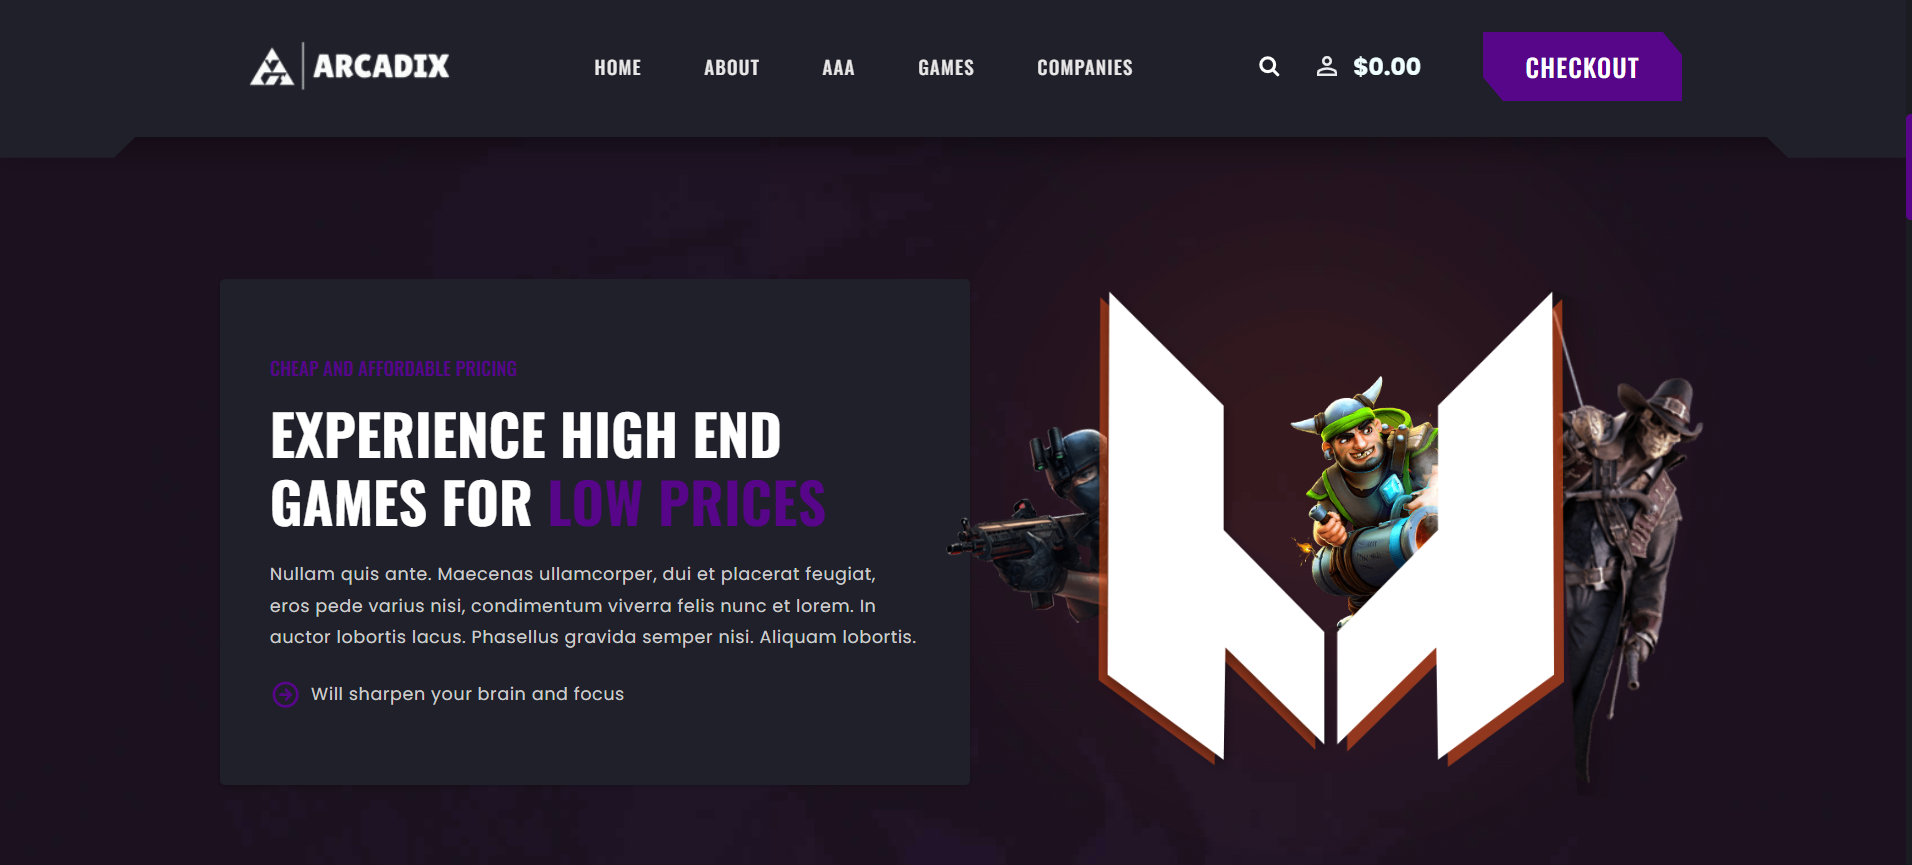 ARCADIX
HOME ABOUT AAA GAMES COMPANIES
$0.00
CHECKOUT
CHEAP AND AFFORDABLE PRICING
EXPERIENCE HIGH END
GAMES FOR LOW PRICES
Nullam quis ante. Maecenas ullamcorper, dui et placerat feugiat,
eros pede varius nisi, condimentum viverra felis nunc et lorem. In
auctor lobortis lacus. Phasellus gravida semper nisi. Aliquam lobortis.
Will sharpen your brain and focus